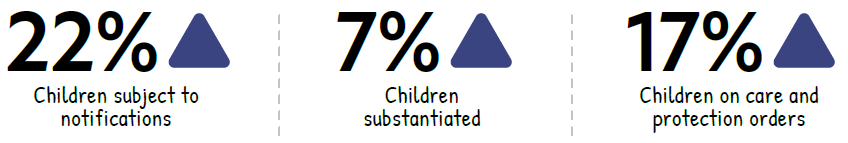 22%
Children subject to
notifications
7%
Children
substantiated
17%
Children on care and
protection orders